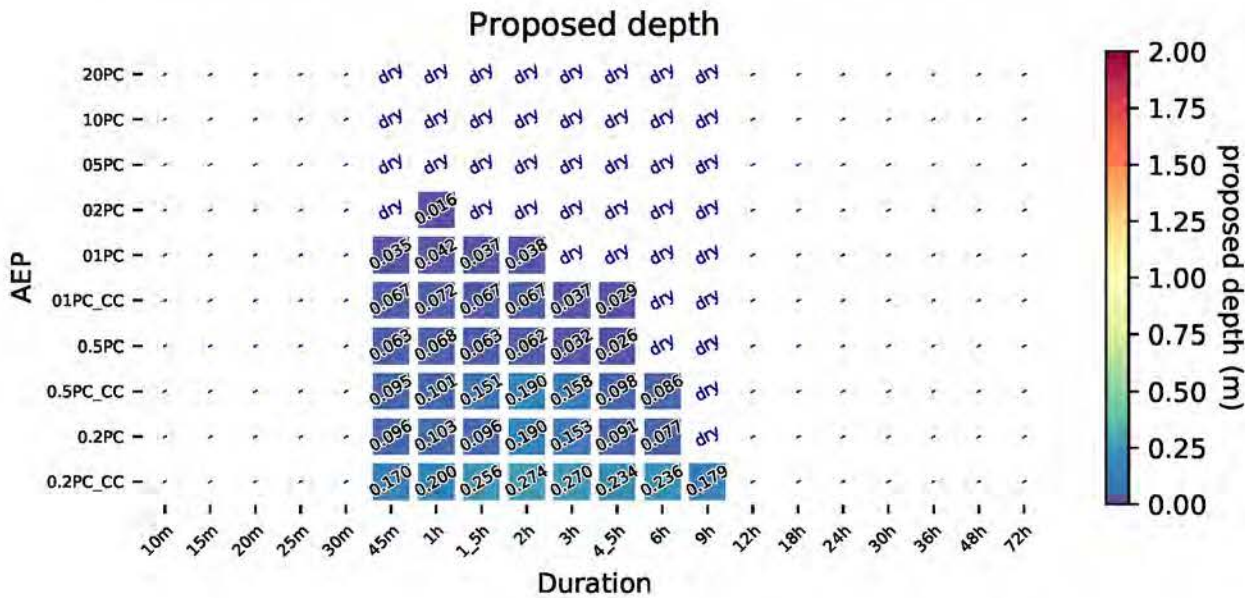 Proposed depth
AEP
20PC - - - - - dry dry dry dry dry dry dry dry - - - - - - -
10PC - - - - - dry dry dry dry dry dry dry dry - - - - - - -
05PC - - - - - dry dry dry dry dry dry dry dry - - - - - - -
02PC - - - - - dry 0.016 dry dry dry dry dry dry - - - - - - -
01PC - - - - - 0.035 0.042 0.037 0.038 dry dry dry dry - - - - - - -
01PC_CC - - - - - 0.067 0.072 0.067 0.067 0.037 0.029 dry dry - - - - - - -
0.5PC - - - - - 0.063 0.068 0.063 0.062 0.032 0.026 dry dry - - - - - - -
0.5PC_CC - - - - - 0.095 0.101 0.151 0.190 0.158 0.098 0.086 dry - - - - - - -
0.2PC - - - - - 0.096 0.103 0.096 0.190 0.153 0.091 0.077 dry - - - - - - -
0.2PC_CC - - - - - 0.170 0.200 0.256 0.274 0.270 0.234 0.236 0.179 - - - - - - -
10m 15m 20m 25m 30m 45m 1h 1_5h 2h 3h 4_5h 6h 9h 12h 18h 24h 30h 36h 48h 72h
Duration
2.00
1.75
1.50
1.25
1.00
0.75
0.50
0.25
0.00
proposed depth (m)